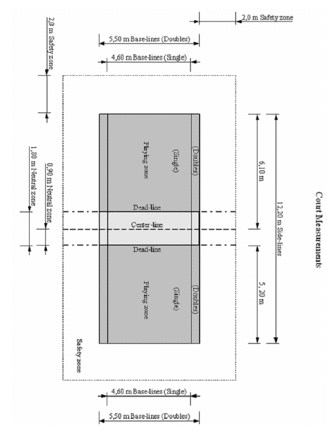 2,0 m Safety zone
5,50 m Base-lines (Doubles)
4,60 m Base-lines (Single)
2,0 m Safety zone
(Doubles)
(Single)
Playing zone
6,10 m
12,20 m Side-lines
Court Measurements
1,80 m Neutral zone
0,90 m Neutral zone
Dead-line
Center-line
Dead-line
(Doubles)
(Single)
Playing zone
5, 20 m
Safety zone
4,60 m Base-lines (Single)
5,50 m Base-lines (Doubles)